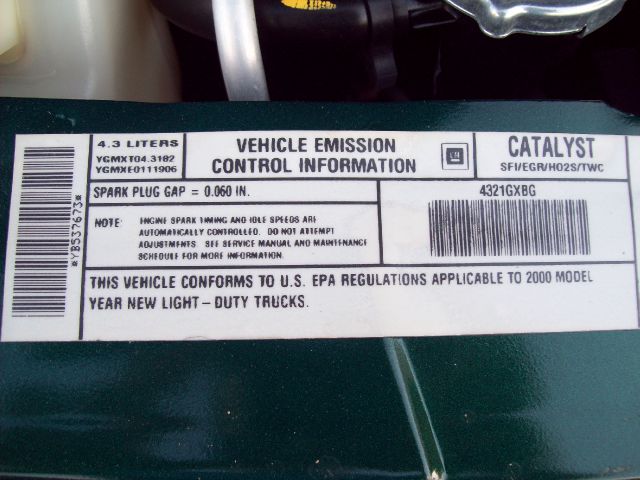 *YB537673*
4.3 LITERS
YGMXT04.3182
YGMXE0111906
VEHICLE EMISSION
CONTROL INFORMATION
GM
CATALYST
SFI/EGR/HO2S/TWC
SPARK PLUG GAP = 0.060 IN.
NOTE: ENGINE SPARK TIMING AND IDLE SPEEDS ARE
AUTOMATICALLY CONTROLLED. DO NOT ATTEMPT
ADJUSTMENTS. SEE SERVICE MANUAL AND MAINTENANCE
SCHEDULE FOR MORE INFORMATION.
4321GXBG
THIS VEHICLE CONFORMS TO U.S. EPA REGULATIONS APPLICABLE TO 2000 MODEL
YEAR NEW LIGHT-DUTY TRUCKS.